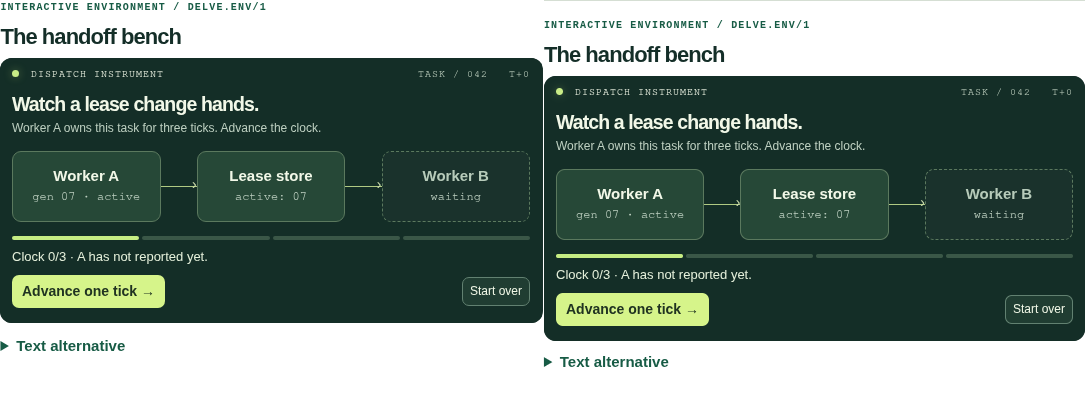 INTERACTIVE ENVIRONMENT / DELVE.ENV/1
The handoff bench
DISPATCH INSTRUMENT TASK / 042 T+0
Watch a lease change hands.
Worker A owns this task for three ticks. Advance the clock.
Worker A Lease store Worker B
gen 07 · active active: 07 waiting
Clock 0/3 · A has not reported yet.
Advance one tick → Start over
▶ Text alternative
INTERACTIVE ENVIRONMENT / DELVE.ENV/1
The handoff bench
DISPATCH INSTRUMENT TASK / 042 T+0
Watch a lease change hands.
Worker A owns this task for three ticks. Advance the clock.
Worker A Lease store Worker B
gen 07 · active active: 07 waiting
Clock 0/3 · A has not reported yet.
Advance one tick → Start over
▶ Text alternative